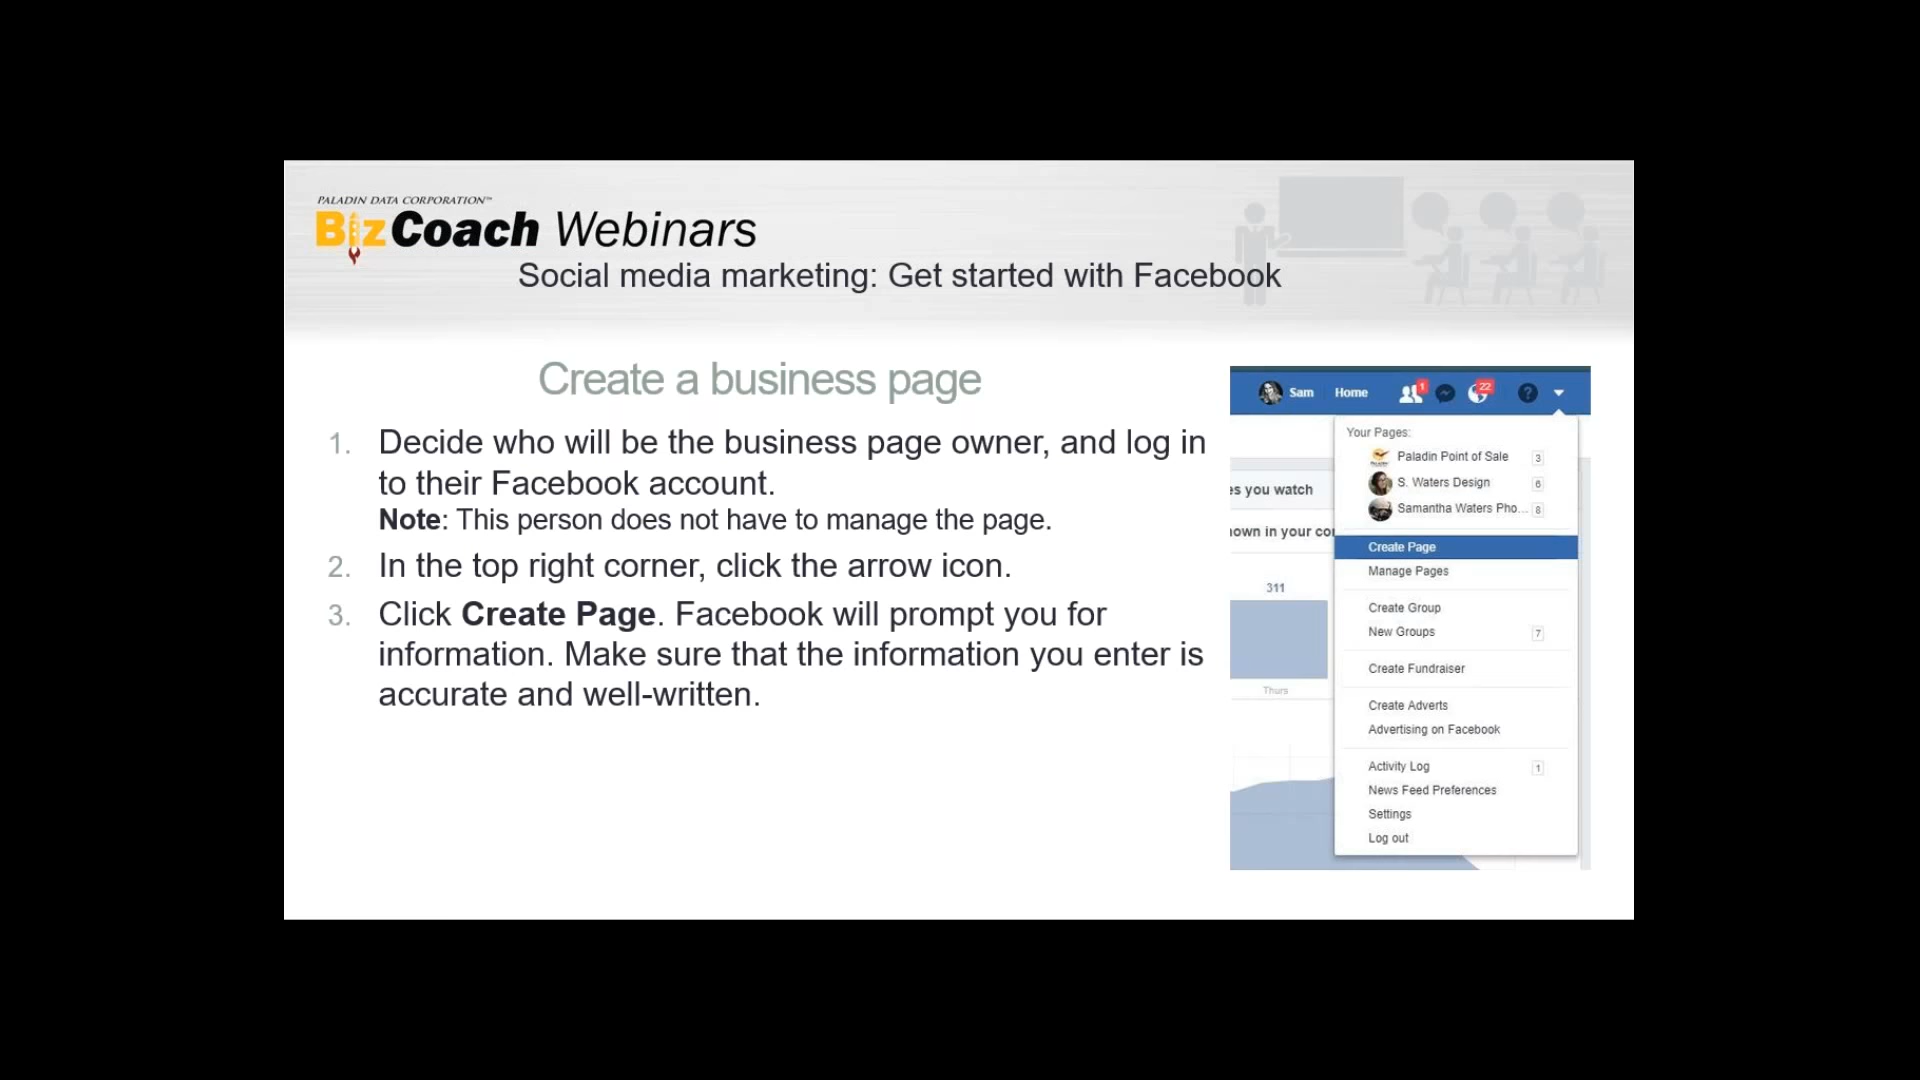 PALADIN DATA CORPORATION™
BizCoach Webinars
Social media marketing: Get started with Facebook
Create a business page
1. Decide who will be the business page owner, and log in
to their Facebook account.
Note: This person does not have to manage the page.
2. In the top right corner, click the arrow icon.
3. Click Create Page. Facebook will prompt you for
information. Make sure that the information you enter is
accurate and well-written.
Sam Home 1 22 ?
Your Pages:
Paladin Point of Sale 3
S. Waters Design 6
Samantha Waters Pho... 8
es you watch
own in your co
Create Page
Manage Pages
311
Create Group
New Groups 7
Create Fundraiser
Thurs
Create Adverts
Advertising on Facebook
Activity Log 1
News Feed Preferences
Settings
Log out